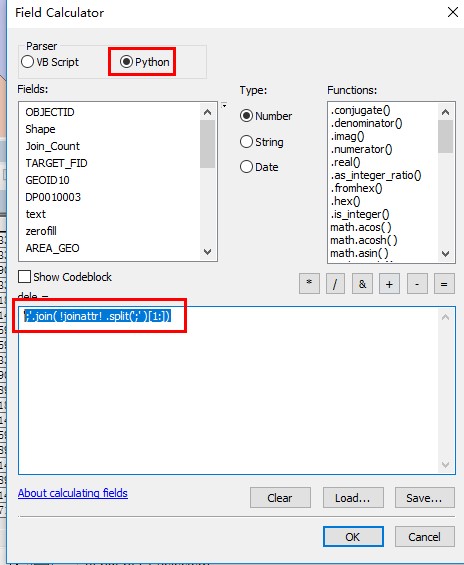 Field Calculator
Parser
VB Script
Python
Fields:
Type:
Functions:
OBJECTID
Shape
Join_Count
TARGET_FID
GEOID10
DP0010003
text
zerofill
AREA_GEO
Number
String
Date
.conjugate()
.denominator()
.imag()
.numerator()
.real()
.as_integer_ratio()
.fromhex()
.hex()
.is_integer()
math.acos( )
math.acosh( )
math.asin( )
Show Codeblock
* / & + - =
dele =
';'.join( !joinattr! .split(';' )[1:])
About calculating fields
Clear
Load...
Save...
OK
Cancel